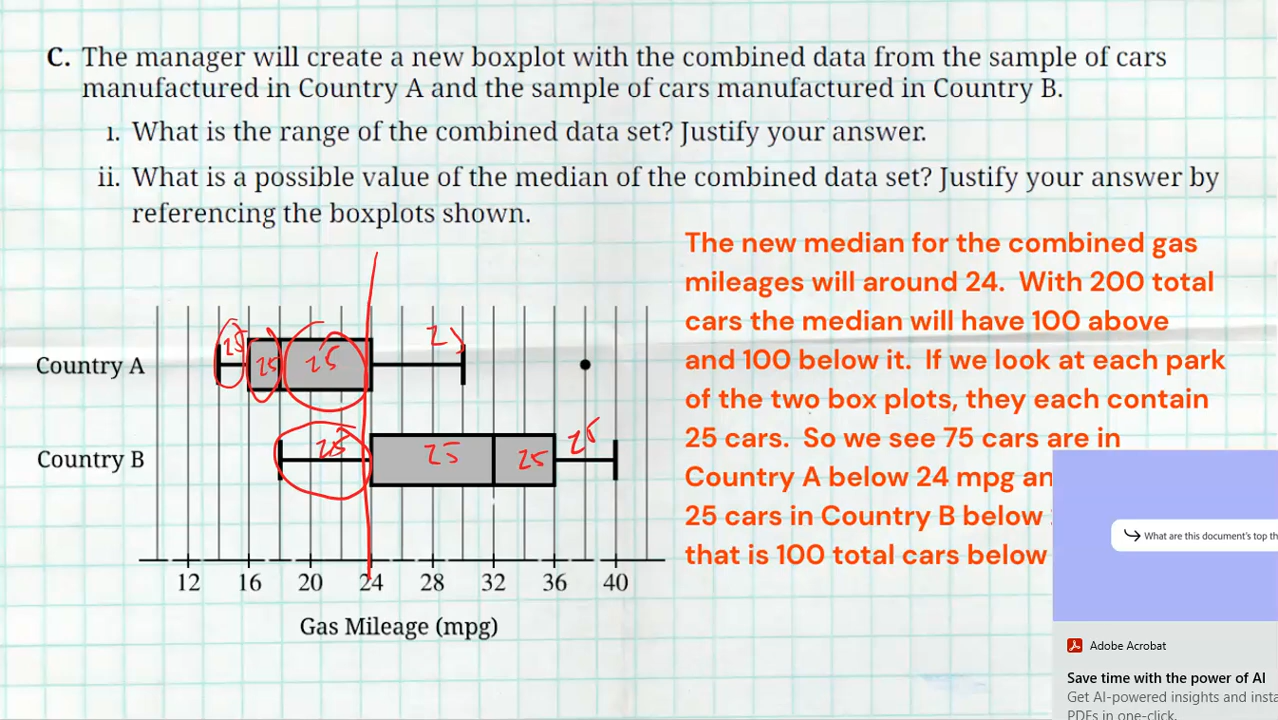 C. The manager will create a new boxplot with the combined data from the sample of cars
manufactured in Country A and the sample of cars manufactured in Country B.
i. What is the range of the combined data set? Justify your answer.
ii. What is a possible value of the median of the combined data set? Justify your answer by
referencing the boxplots shown.
The new median for the combined gas
mileages will around 24. With 200 total
cars the median will have 100 above
and 100 below it. If we look at each park
of the two box plots, they each contain
25 cars. So we see 75 cars are in
Country A below 24 mpg an
25 cars in Country B below
that is 100 total cars below
Country A
25 25 25
Country B
25 25 25 25
12 16 20 24 28 32 36 40
Gas Mileage (mpg)
What are this document's top th
Adobe Acrobat
Save time with the power of AI
Get AI-powered insights and insta
PDFs in one-click.